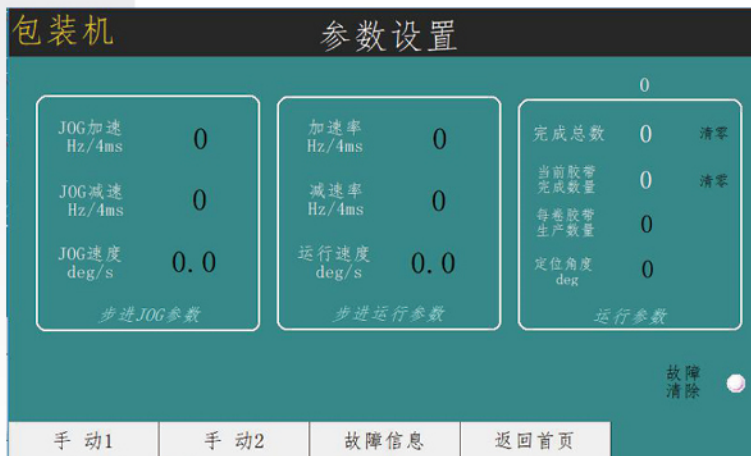 包装机
参数设置
0
JOG加速
Hz/4ms
0
JOG减速
Hz/4ms
0
JOG速度
deg/s
0.0
步进JOG参数
加速率
Hz/4ms
0
减速率
Hz/4ms
0
运行速度
deg/s
0.0
步进运行参数
完成总数
0
清零
当前胶带
完成数量
0
清零
每卷胶带
生产数量
0
定位角度
deg
0
运行参数
故障
清除
手 动1
手 动2
故障信息
返回首页